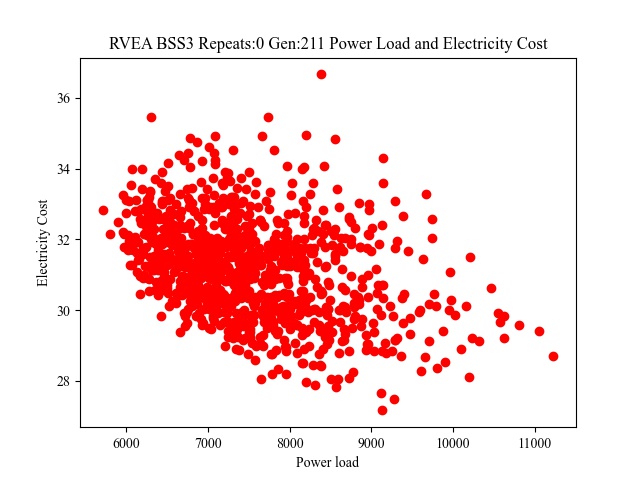 RVEA BSS3 Repeats:0 Gen:211 Power Load and Electricity Cost
36
34
32
30
28
Electricity Cost
6000 7000 8000 9000 10000 11000
Power load